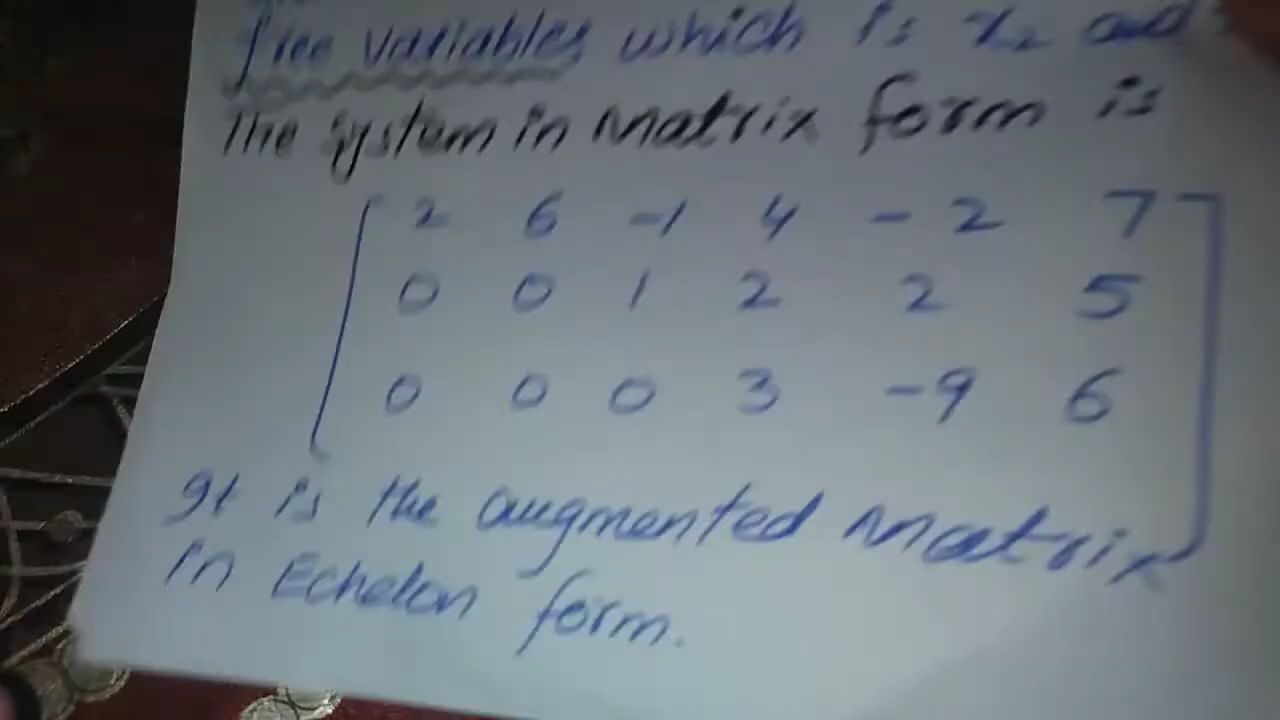 free variables which is x₂ and
The system in Matrix form is
2 6 -1 4 -2 7
0 0 1 2 2 5
0 0 0 3 -9 6
It is the augmented Matrix
in Echelon form.